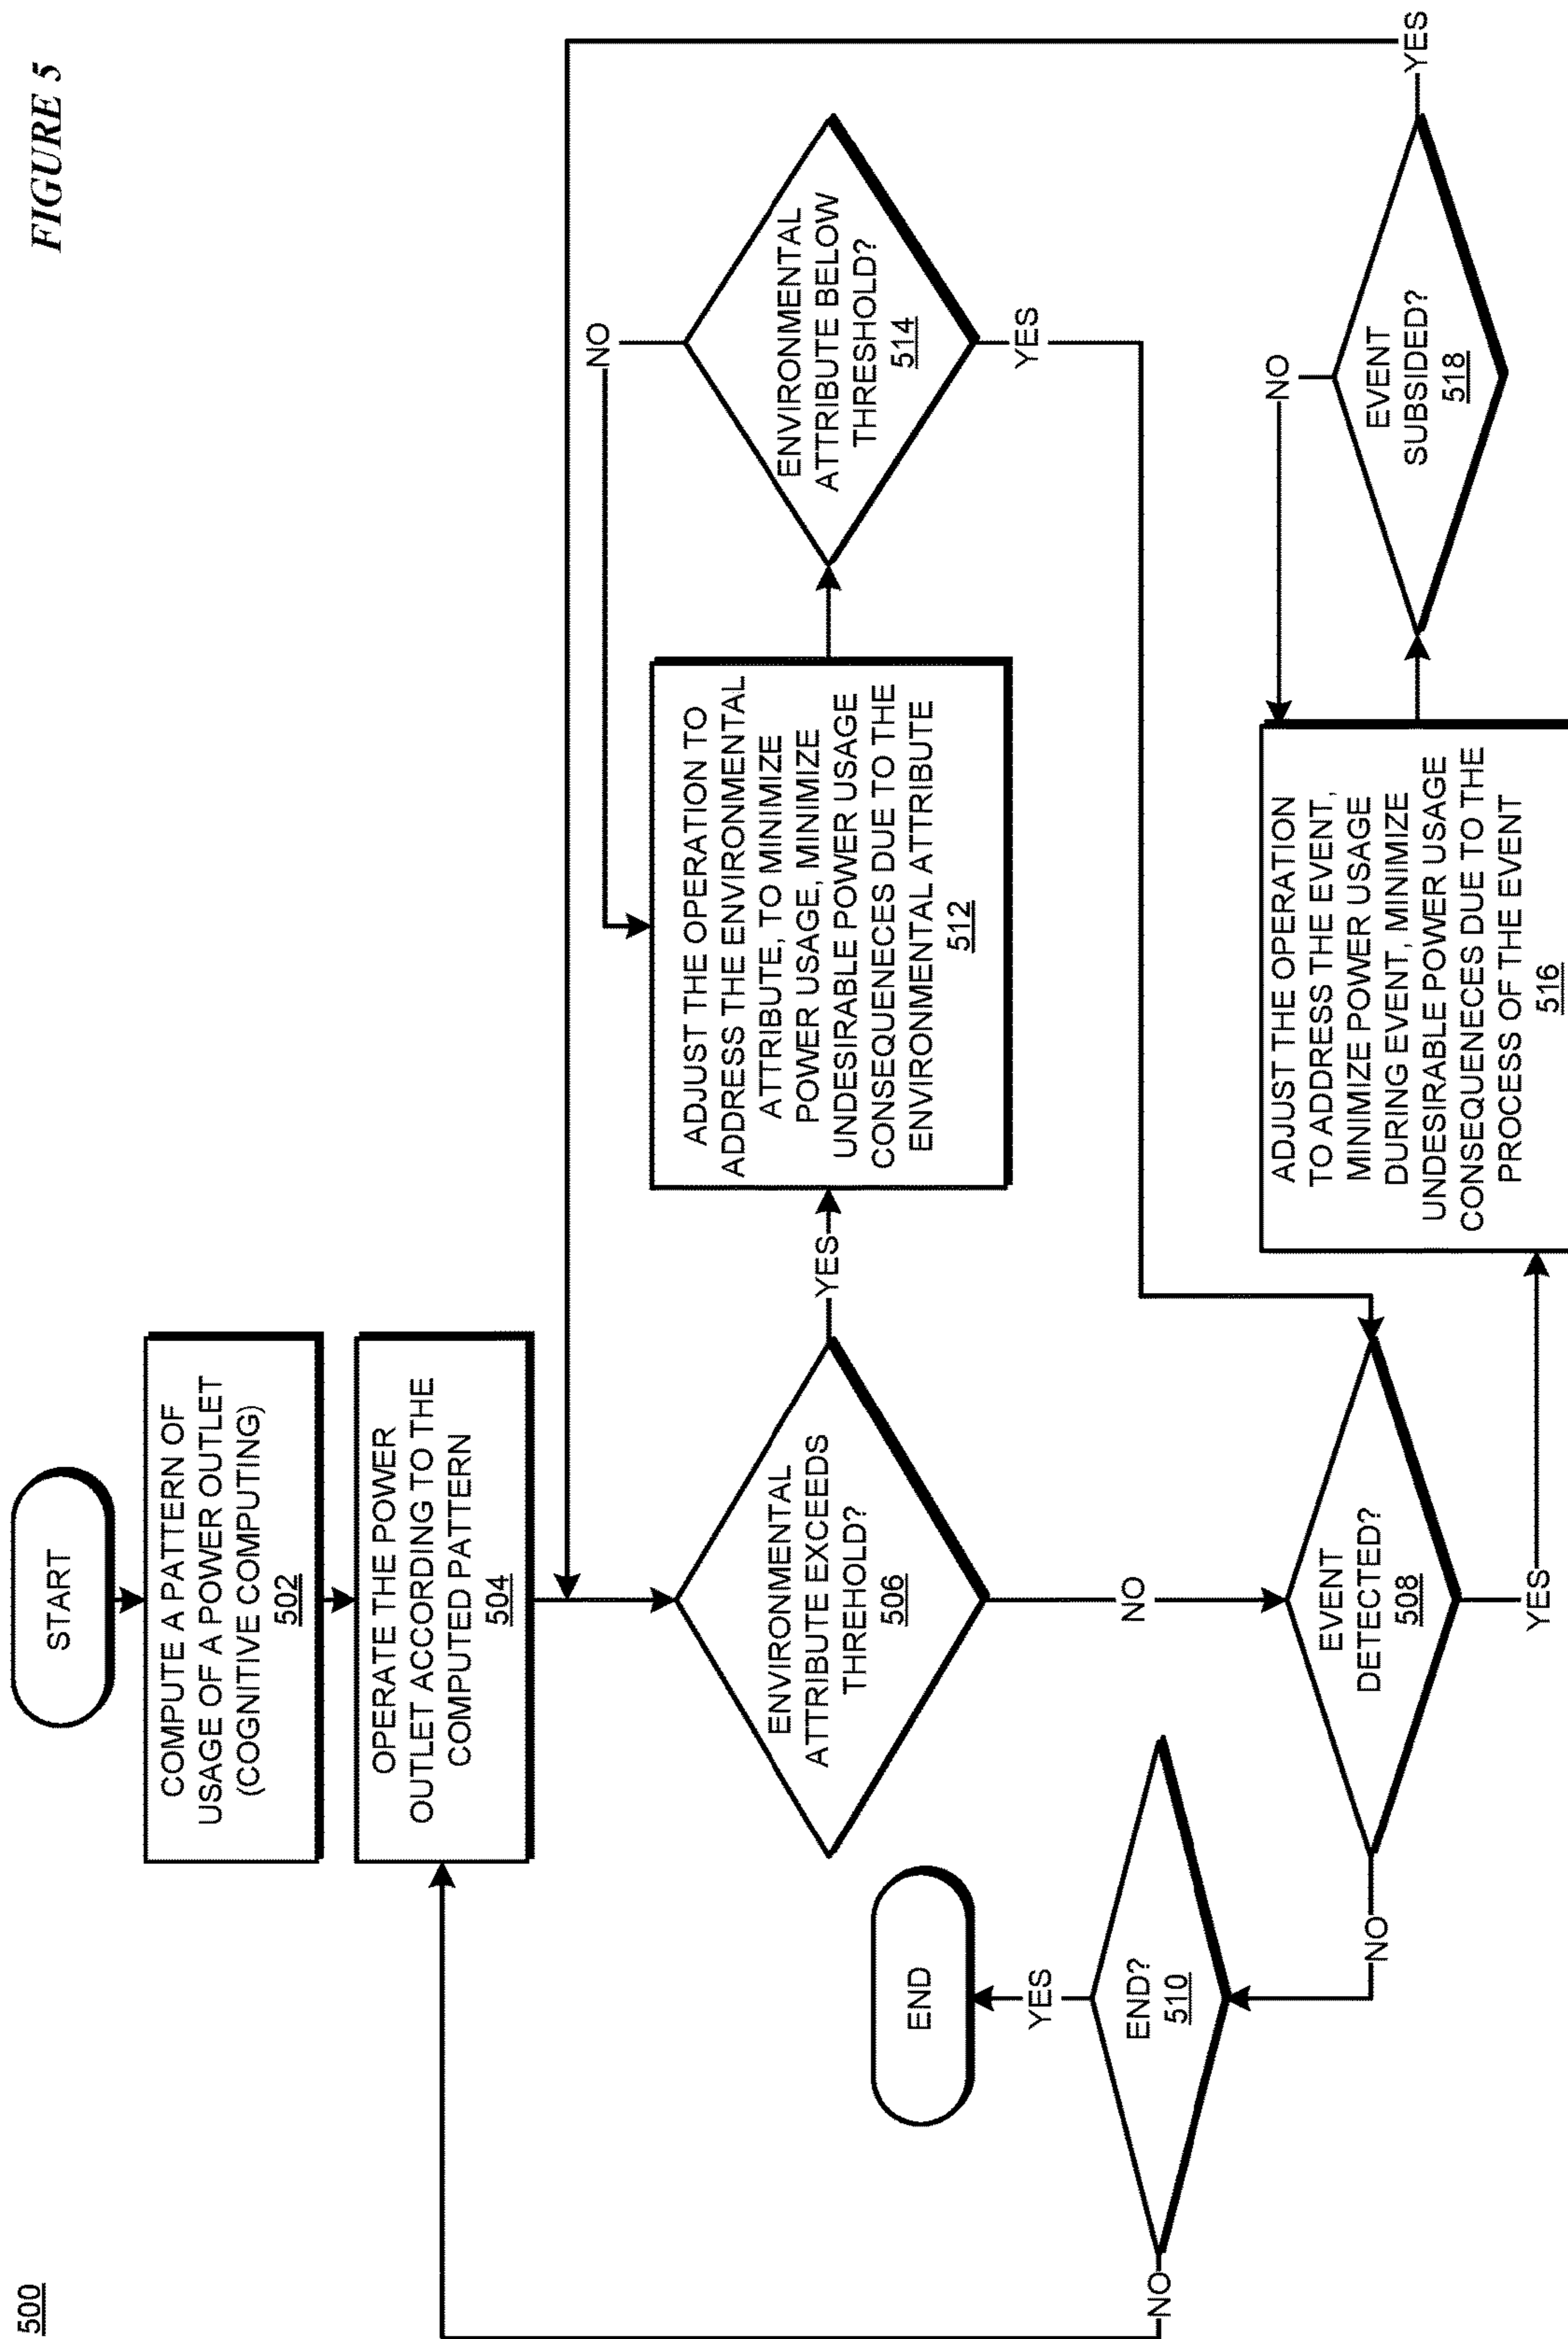 500
FIGURE 5
START
COMPUTE A PATTERN OF
USAGE OF A POWER OUTLET
(COGNITIVE COMPUTING)
502
OPERATE THE POWER
OUTLET ACCORDING TO THE
COMPUTED PATTERN
504
ENVIRONMENTAL
ATTRIBUTE EXCEEDS
THREHOLD?
506
YES
NO
ADJUST THE OPERATION TO
ADDRESS THE ENVIRONMENTAL
ATTRIBUTE, TO MINIMIZE
POWER USAGE, MINIMIZE
UNDESIRABLE POWER USAGE
CONSEQUENECES DUE TO THE
ENVIRONMENTAL ATTRIBUTE
512
NO
ENVIRONMENTAL
ATTRIBUTE BELOW
THRESHOLD?
514
YES
END
YES
END?
510
NO
EVENT
DETECTED?
508
NO
YES
ADJUST THE OPERATION
TO ADDRESS THE EVENT,
MINIMIZE POWER USAGE
DURING EVENT, MINIMIZE
UNDESIRABLE POWER USAGE
CONSEQUENECES DUE TO THE
PROCESS OF THE EVENT
516
NO
EVENT
SUBSIDED?
518
YES